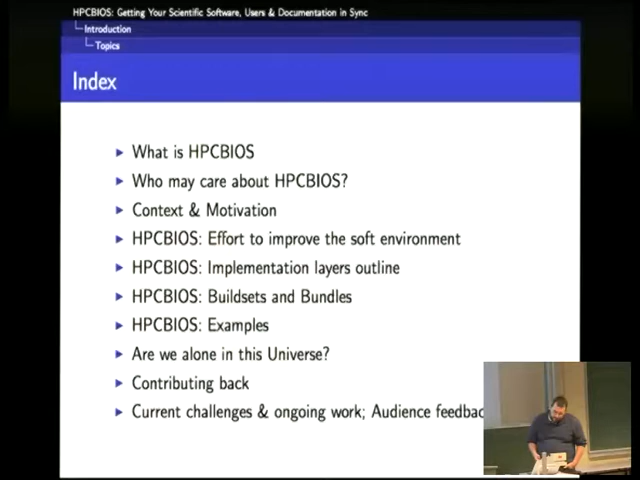 HPCBIOS: Getting Your Scientific Software, Users & Documentation in Sync
Introduction
Topics
Index
What is HPCBIOS
Who may care about HPCBIOS?
Context & Motivation
HPCBIOS: Effort to improve the soft environment
HPCBIOS: Implementation layers outline
HPCBIOS: Buildsets and Bundles
HPCBIOS: Examples
Are we alone in this Universe?
Contributing back
Current challenges & ongoing work; Audience feedbac